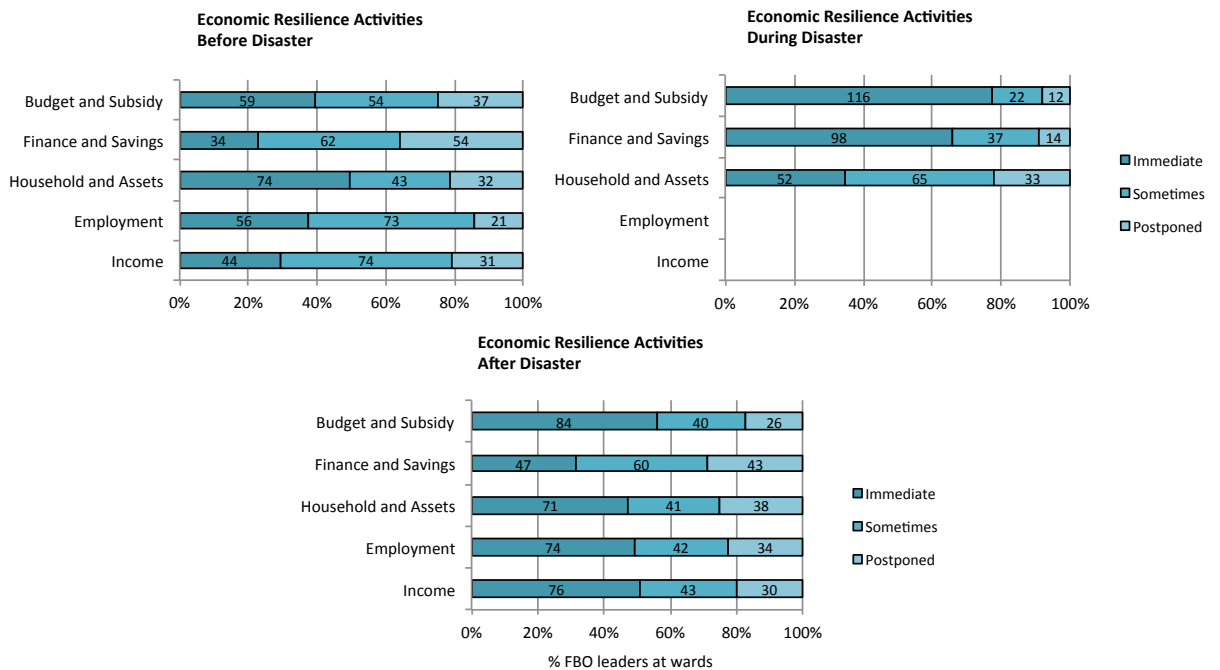 Economic Resilience Activities
Before Disaster
Budget and Subsidy 59 54 37
Finance and Savings 34 62 54
Household and Assets 74 43 32
Employment 56 73 21
Income 44 74 31
0% 20% 40% 60% 80% 100%
Economic Resilience Activities
During Disaster
Budget and Subsidy 116 22 12
Finance and Savings 98 37 14
Household and Assets 52 65 33
Employment
Income
0% 20% 40% 60% 80% 100%
Immediate
Sometimes
Postponed
Economic Resilience Activities
After Disaster
Budget and Subsidy 84 40 26
Finance and Savings 47 60 43
Household and Assets 71 41 38
Employment 74 42 34
Income 76 43 30
0% 20% 40% 60% 80% 100%
% FBO leaders at wards
Immediate
Sometimes
Postponed